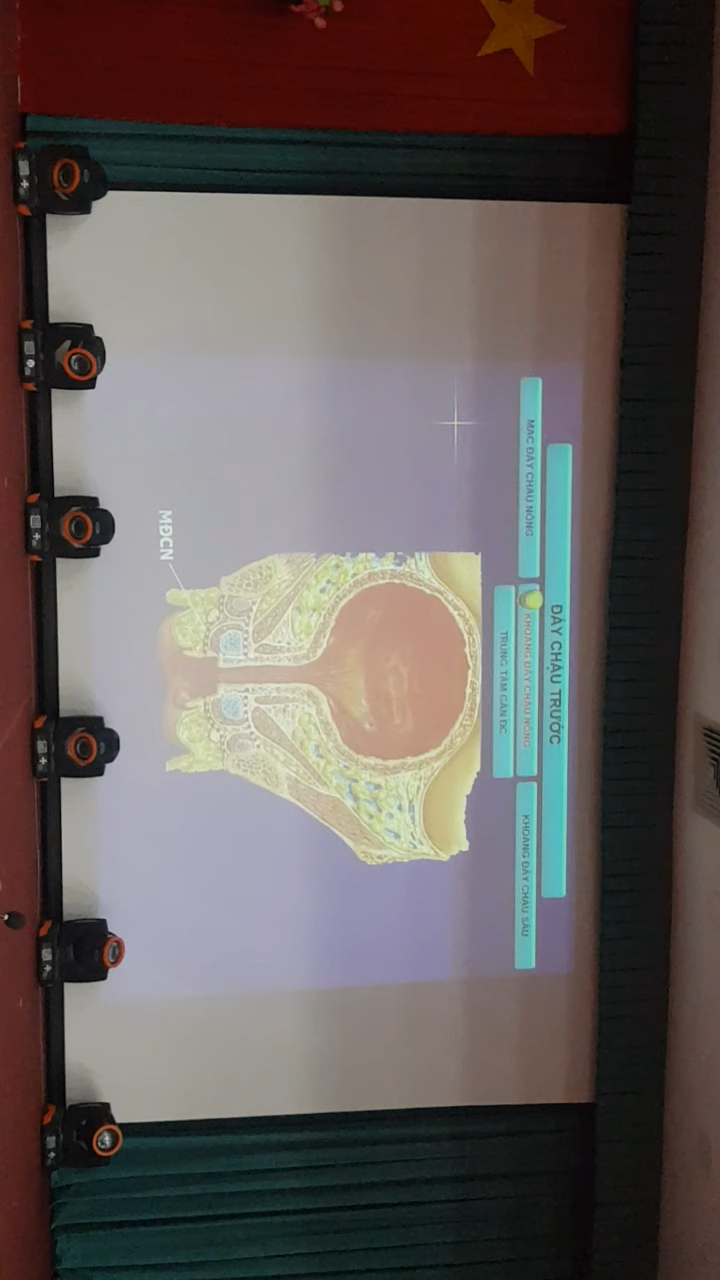 ĐÁY CHẬU TRƯỚC
MẠC ĐÁY CHẬU NÔNG
KHOANG ĐÁY CHẬU NÔNG
KHOANG ĐÁY CHẬU SÂU
TRUNG TÂM CÂN ĐC
MĐCN